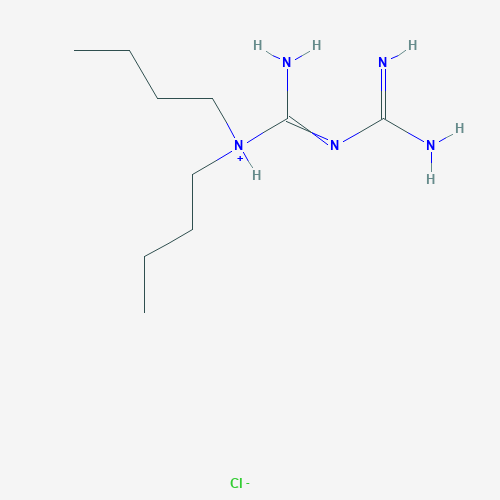 H H H
N N
N N N H
+ H H
Cl -